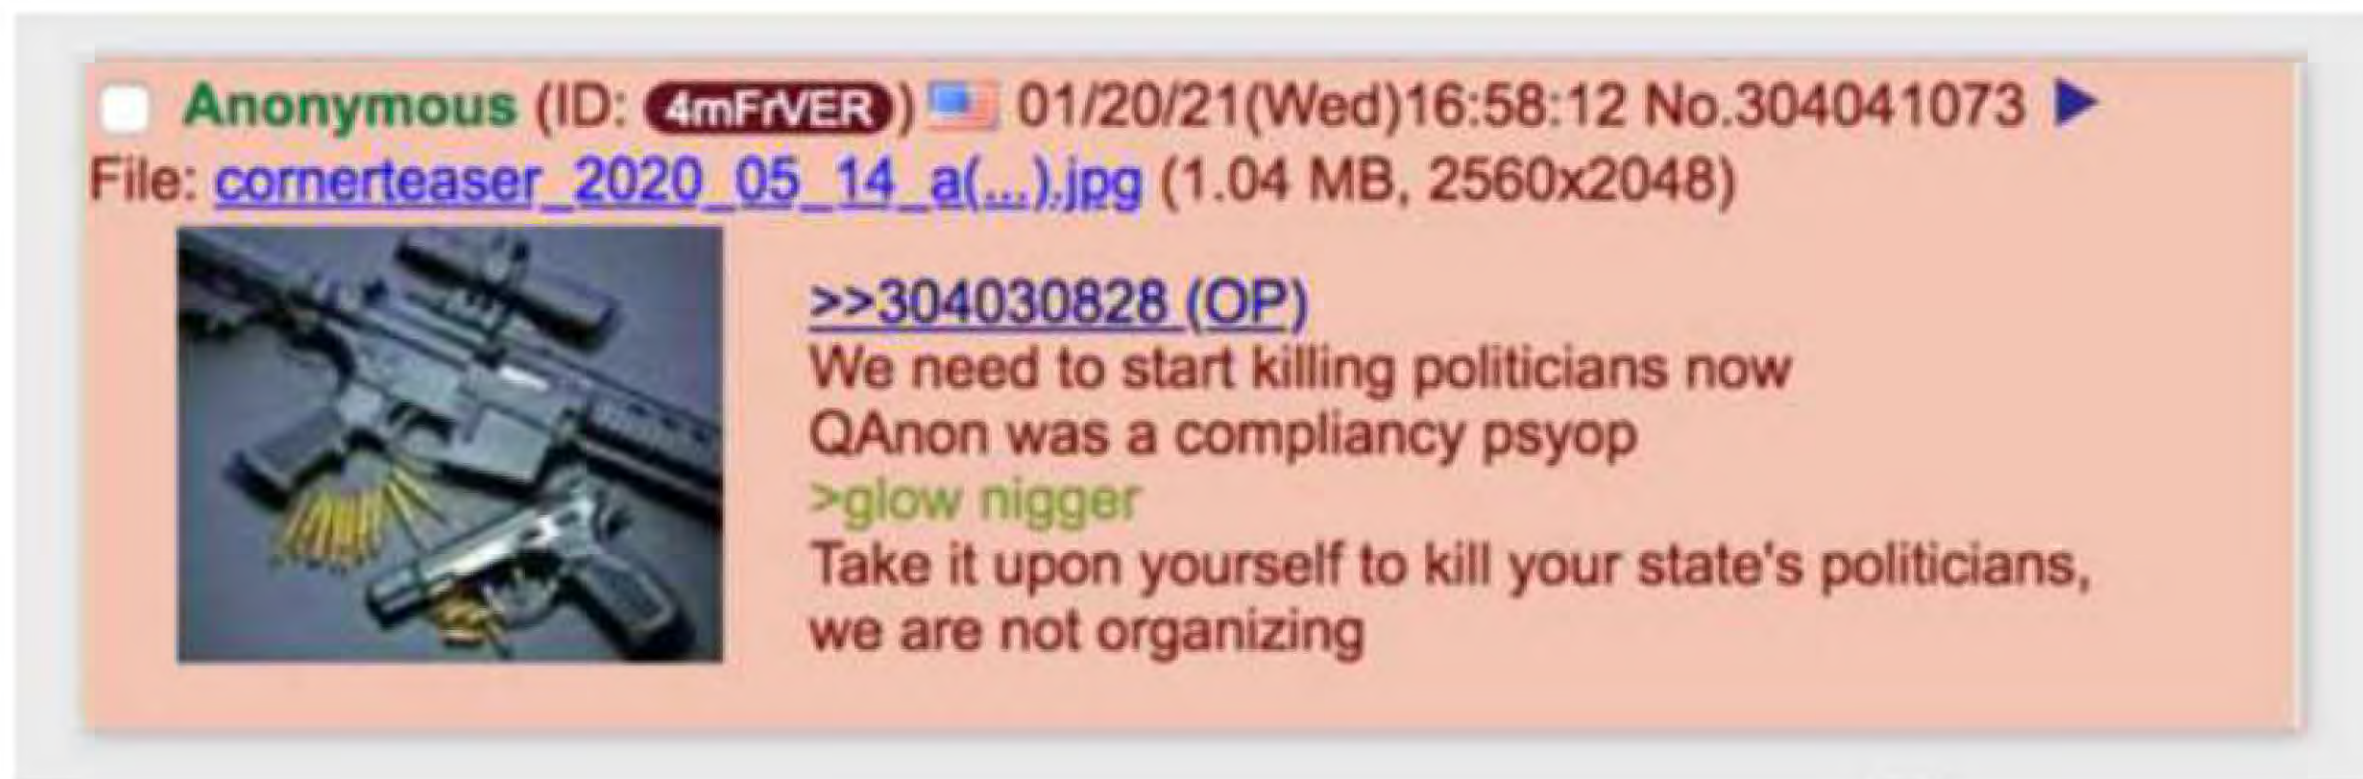 Anonymous (ID: 4mFrVER) 01/20/21(Wed)16:58:12 No.304041073
File: cornerteaser_2020_05_14_a(...).jpg (1.04 MB, 2560x2048)
>>304030828 (OP)
We need to start killing politicians now
QAnon was a compliancy psyop
>glow nigger
Take it upon yourself to kill your state's politicians,
we are not organizing